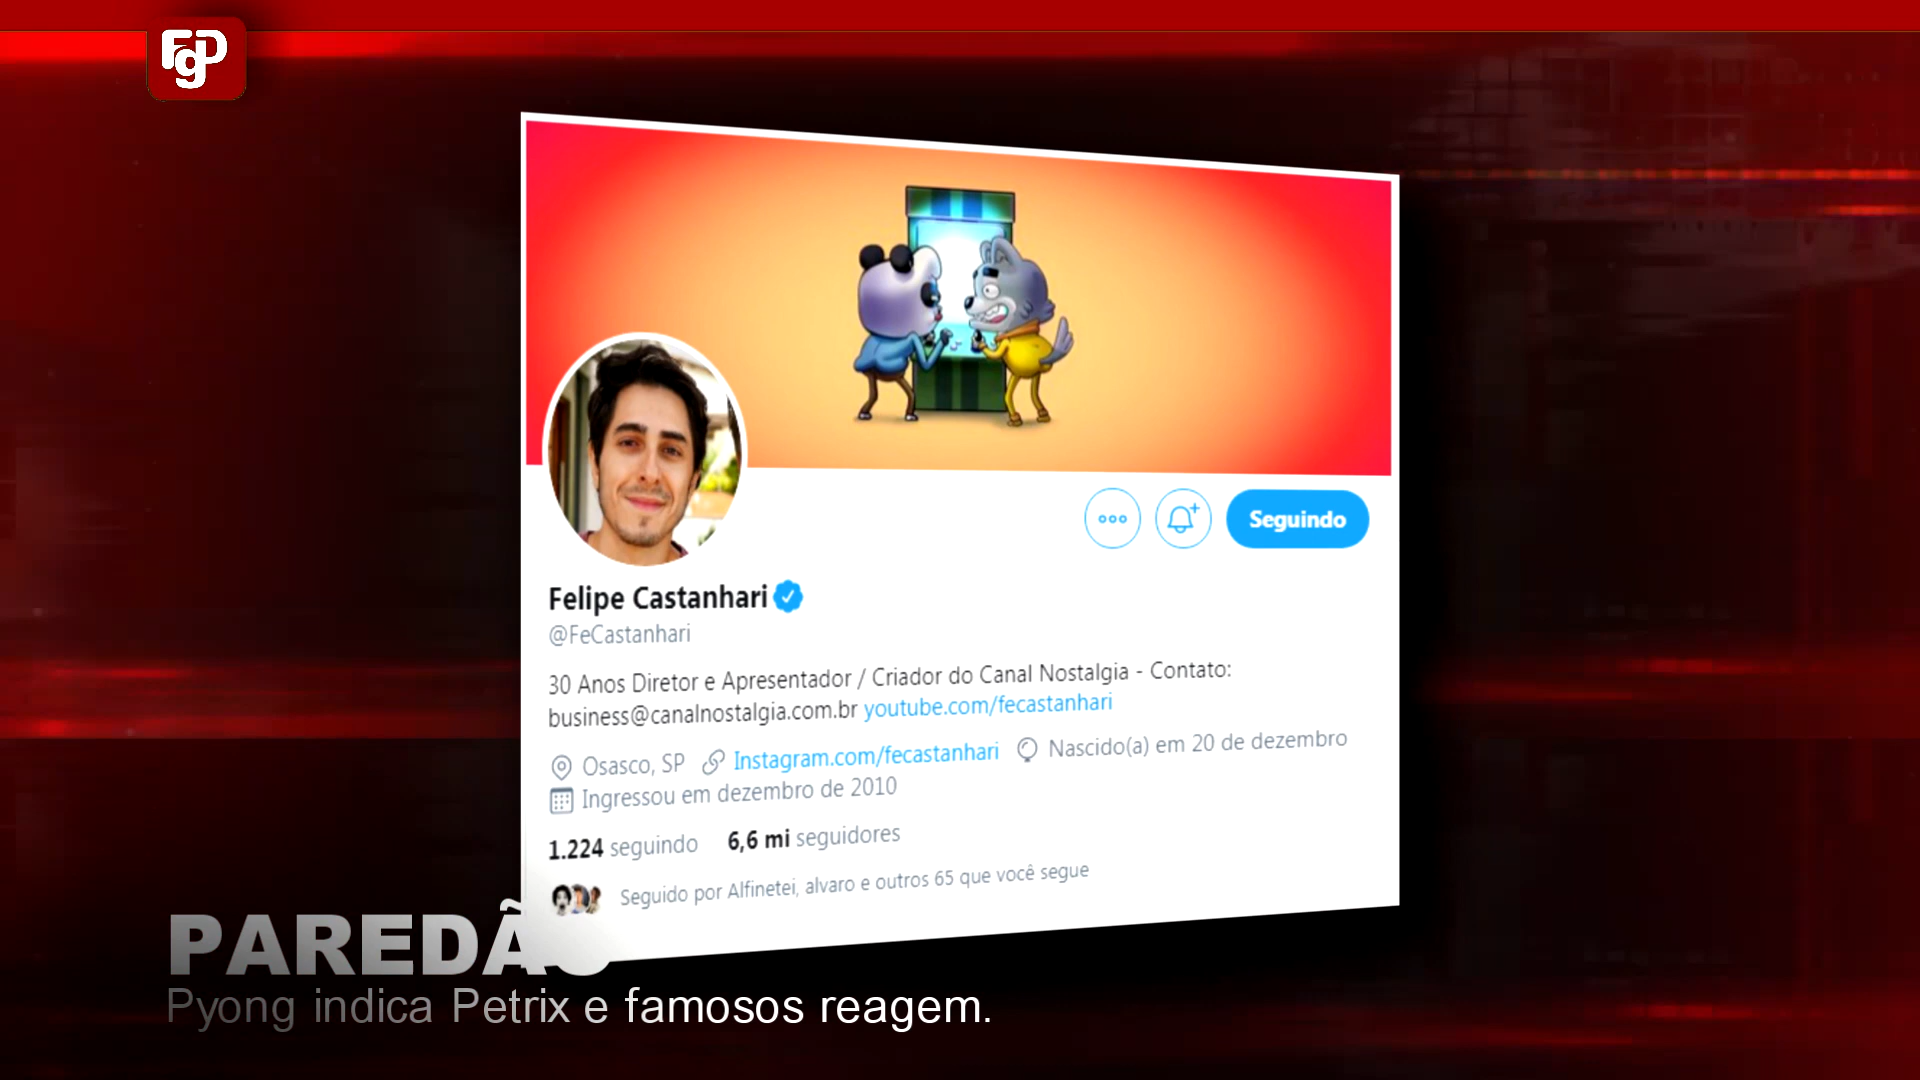 FgP
Seguindo
Felipe Castanhari
@FeCastanhari
30 Anos Diretor e Apresentador / Criador do Canal Nostalgia - Contato:
business@canalnostalgia.com.br youtube.com/fecastanhari
Osasco, SP Instagram.com/fecastanhari Nascido(a) em 20 de dezembro
Ingressou em dezembro de 2010
1.224 seguindo 6,6 mi seguidores
Seguido por Alfinetei, alvaro e outros 65 que você segue
PAREDÃO
Pyong indica Petrix e famosos reagem.